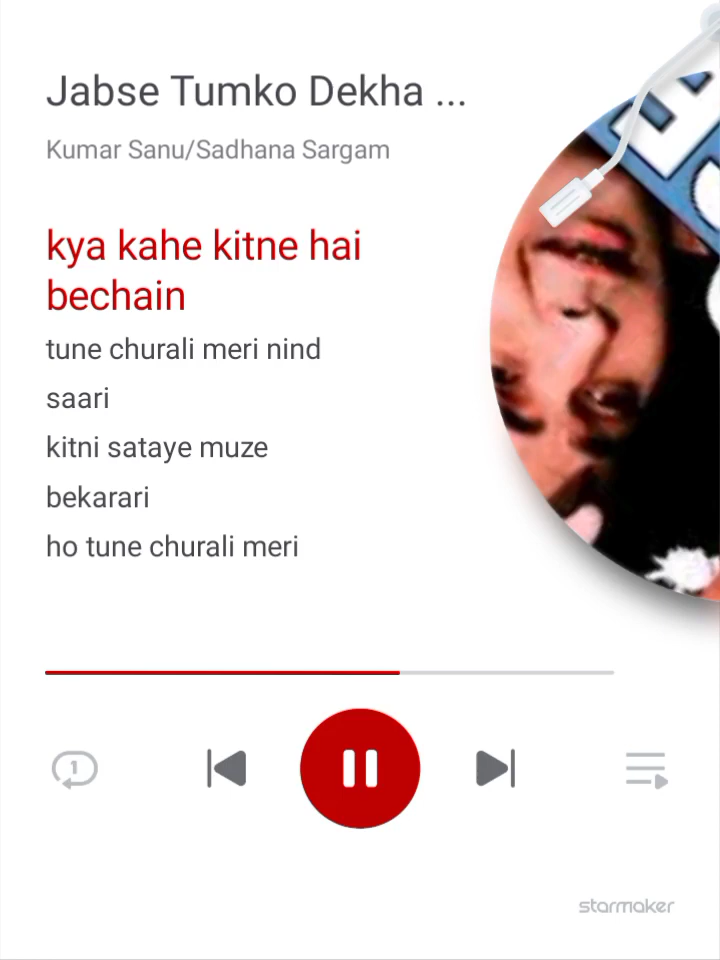 Jabse Tumko Dekha ...
Kumar Sanu/Sadhana Sargam
kya kahe kitne hai
bechain
tune churali meri nind
saari
kitni sataye muze
bekarari
ho tune churali meri
1
starmaker